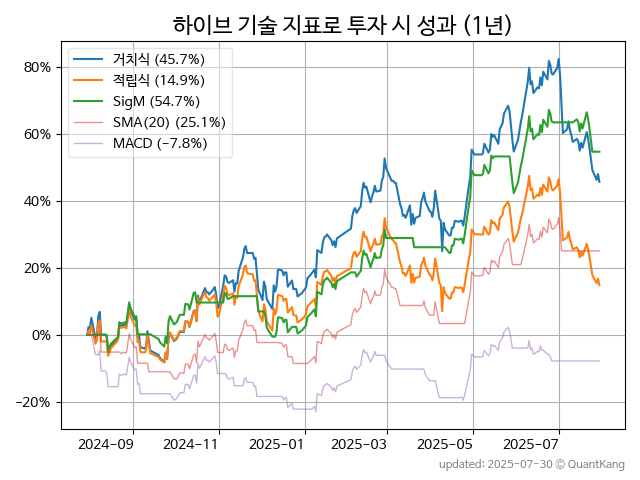 하이브 기술 지표로 투자 시 성과 (1년)
거치식 (45.7%)
적립식 (14.9%)
SigM (54.7%)
SMA(20) (25.1%)
MACD (−7.8%)
80%
60%
40%
20%
0%
−20%
2024-09 2024-11 2025-01 2025-03 2025-05 2025-07
updated: 2025-07-30 © QuantKang